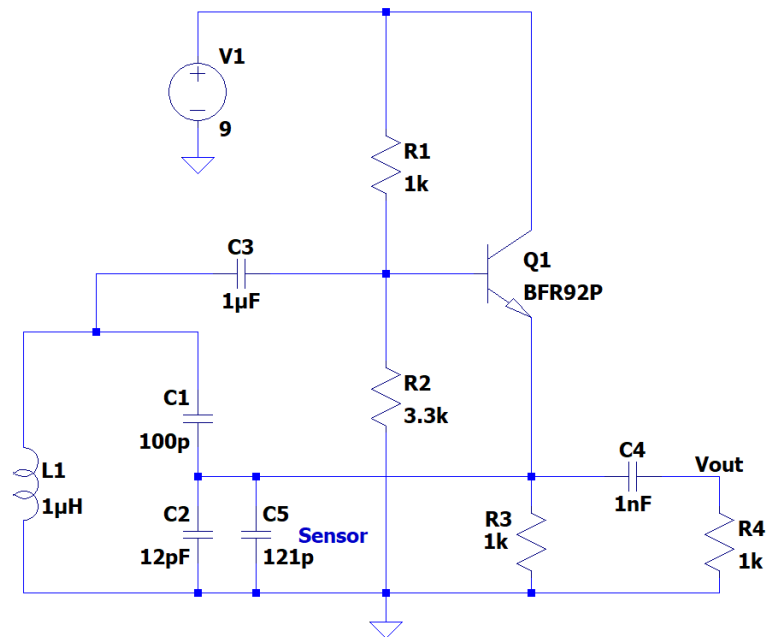 V1
9
R1
1k
C3
1µF
Q1
BFR92P
R2
3.3k
C1
100p
L1
1µH
C2
12pF
C5
121p
Sensor
R3
1k
C4
1nF
Vout
R4
1k